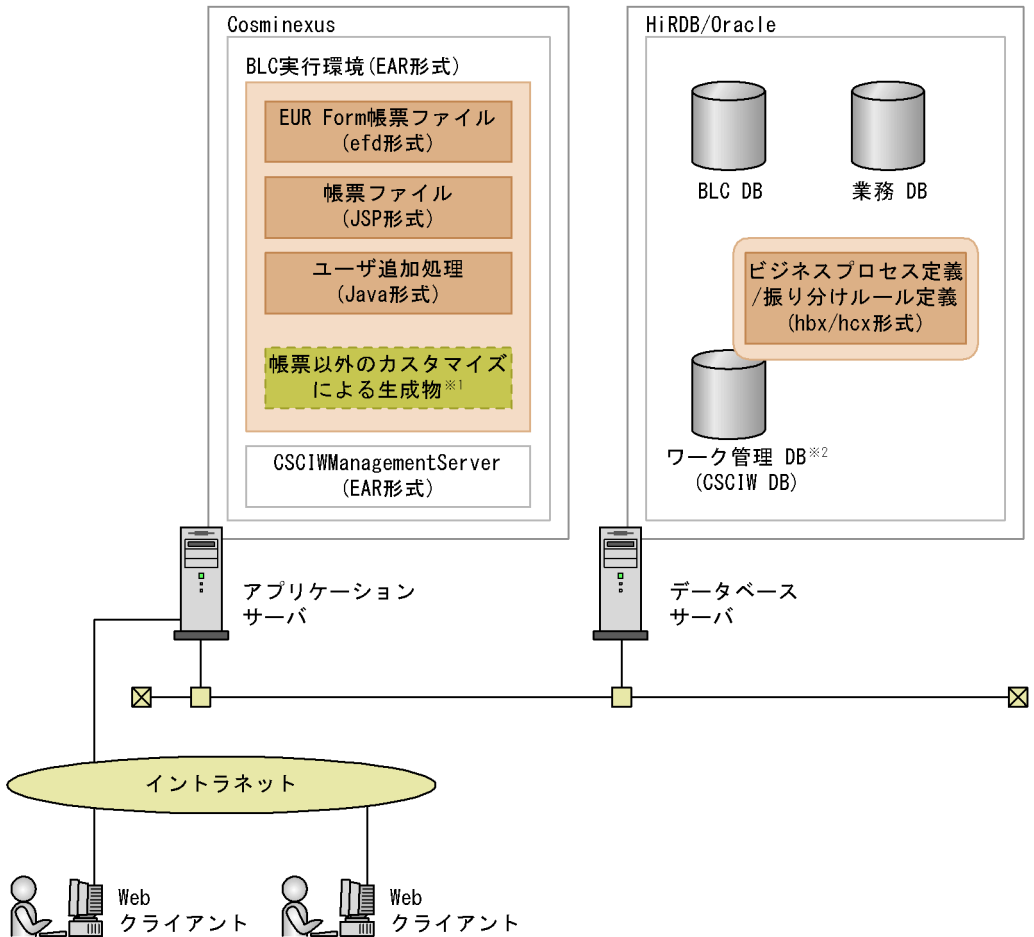 Cosminexus
BLC実行環境(EAR形式)
EUR Form帳票ファイル
(efd形式)
帳票ファイル
(JSP形式)
ユーザ追加処理
(Java形式)
帳票以外のカスタマイズ
による生成物※1
CSCIWManagementServer
(EAR形式)
HiRDB/Oracle
BLC DB
業務 DB
ビジネスプロセス定義
/振り分けルール定義
(hbx/hcx形式)
ワーク管理 DB※2
(CSCIW DB)
アプリケーション
サーバ
データベース
サーバ
イントラネット
Web
クライアント
Web
クライアント